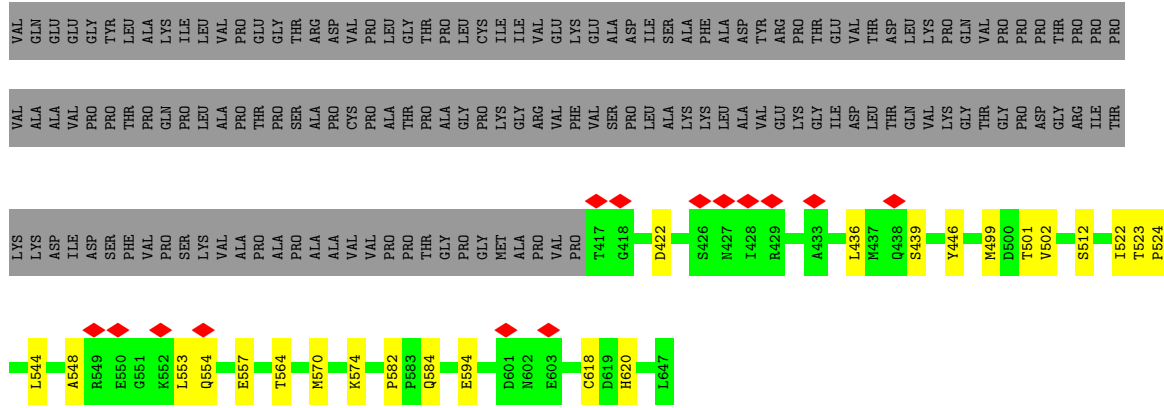 VAL GLN GLU GLU GLY TYR LEU ALA LYS ILE LEU VAL PRO GLU GLY THR ARG ASP VAL PRO LEU GLY THR PRO LEU CYS ILE ILE VAL GLU LYS GLU ALA ASP ILE SER ALA PHE ALA ASP TYR ARG PRO THR GLU VAL THR ASP LEU LYS PRO GLN VAL PRO PRO PRO THR PRO PRO PRO
VAL ALA ALA VAL PRO PRO THR PRO GLN PRO LEU ALA PRO THR PRO SER ALA PRO CYS PRO ALA THR PRO ALA GLY PRO LYS GLY ARG VAL PHE VAL SER PRO LEU ALA LYS LYS LEU ALA VAL GLU LYS GLY ILE ASP LEU THR GLN VAL LYS GLY THR GLY PRO ASP GLY ARG ILE THR
LYS LYS ASP ILE ASP SER PHE VAL PRO SER LYS VAL ALA PRO ALA PRO ALA ALA VAL VAL PRO PRO THR GLY PRO GLY MET ALA PRO VAL PRO T417 G418 D422 S426 N427 I428 R429 A433 L436 M437 Q438 S439 Y446 M499 D500 T501 V502 S512 I522 T523 P524
L544 A548 R549 E550 G551 K552 L553 Q554 E557 T564 M570 K574 P582 P583 Q584 E594 D601 N602 E603 C618 D619 H620 L647